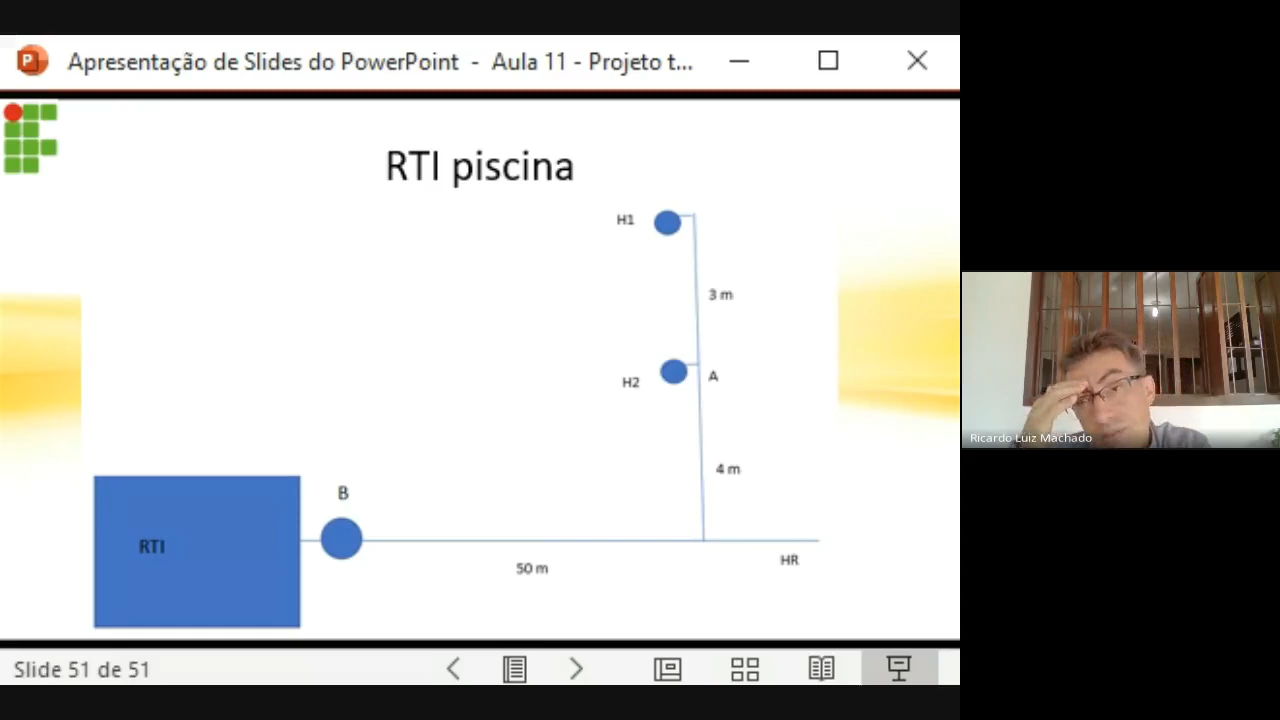 Apresentação de Slides do PowerPoint - Aula 11 - Projeto t...
RTI piscina
H1
3 m
H2
A
4 m
B
RTI
50 m
HR
Ricardo Luiz Machado
Slide 51 de 51